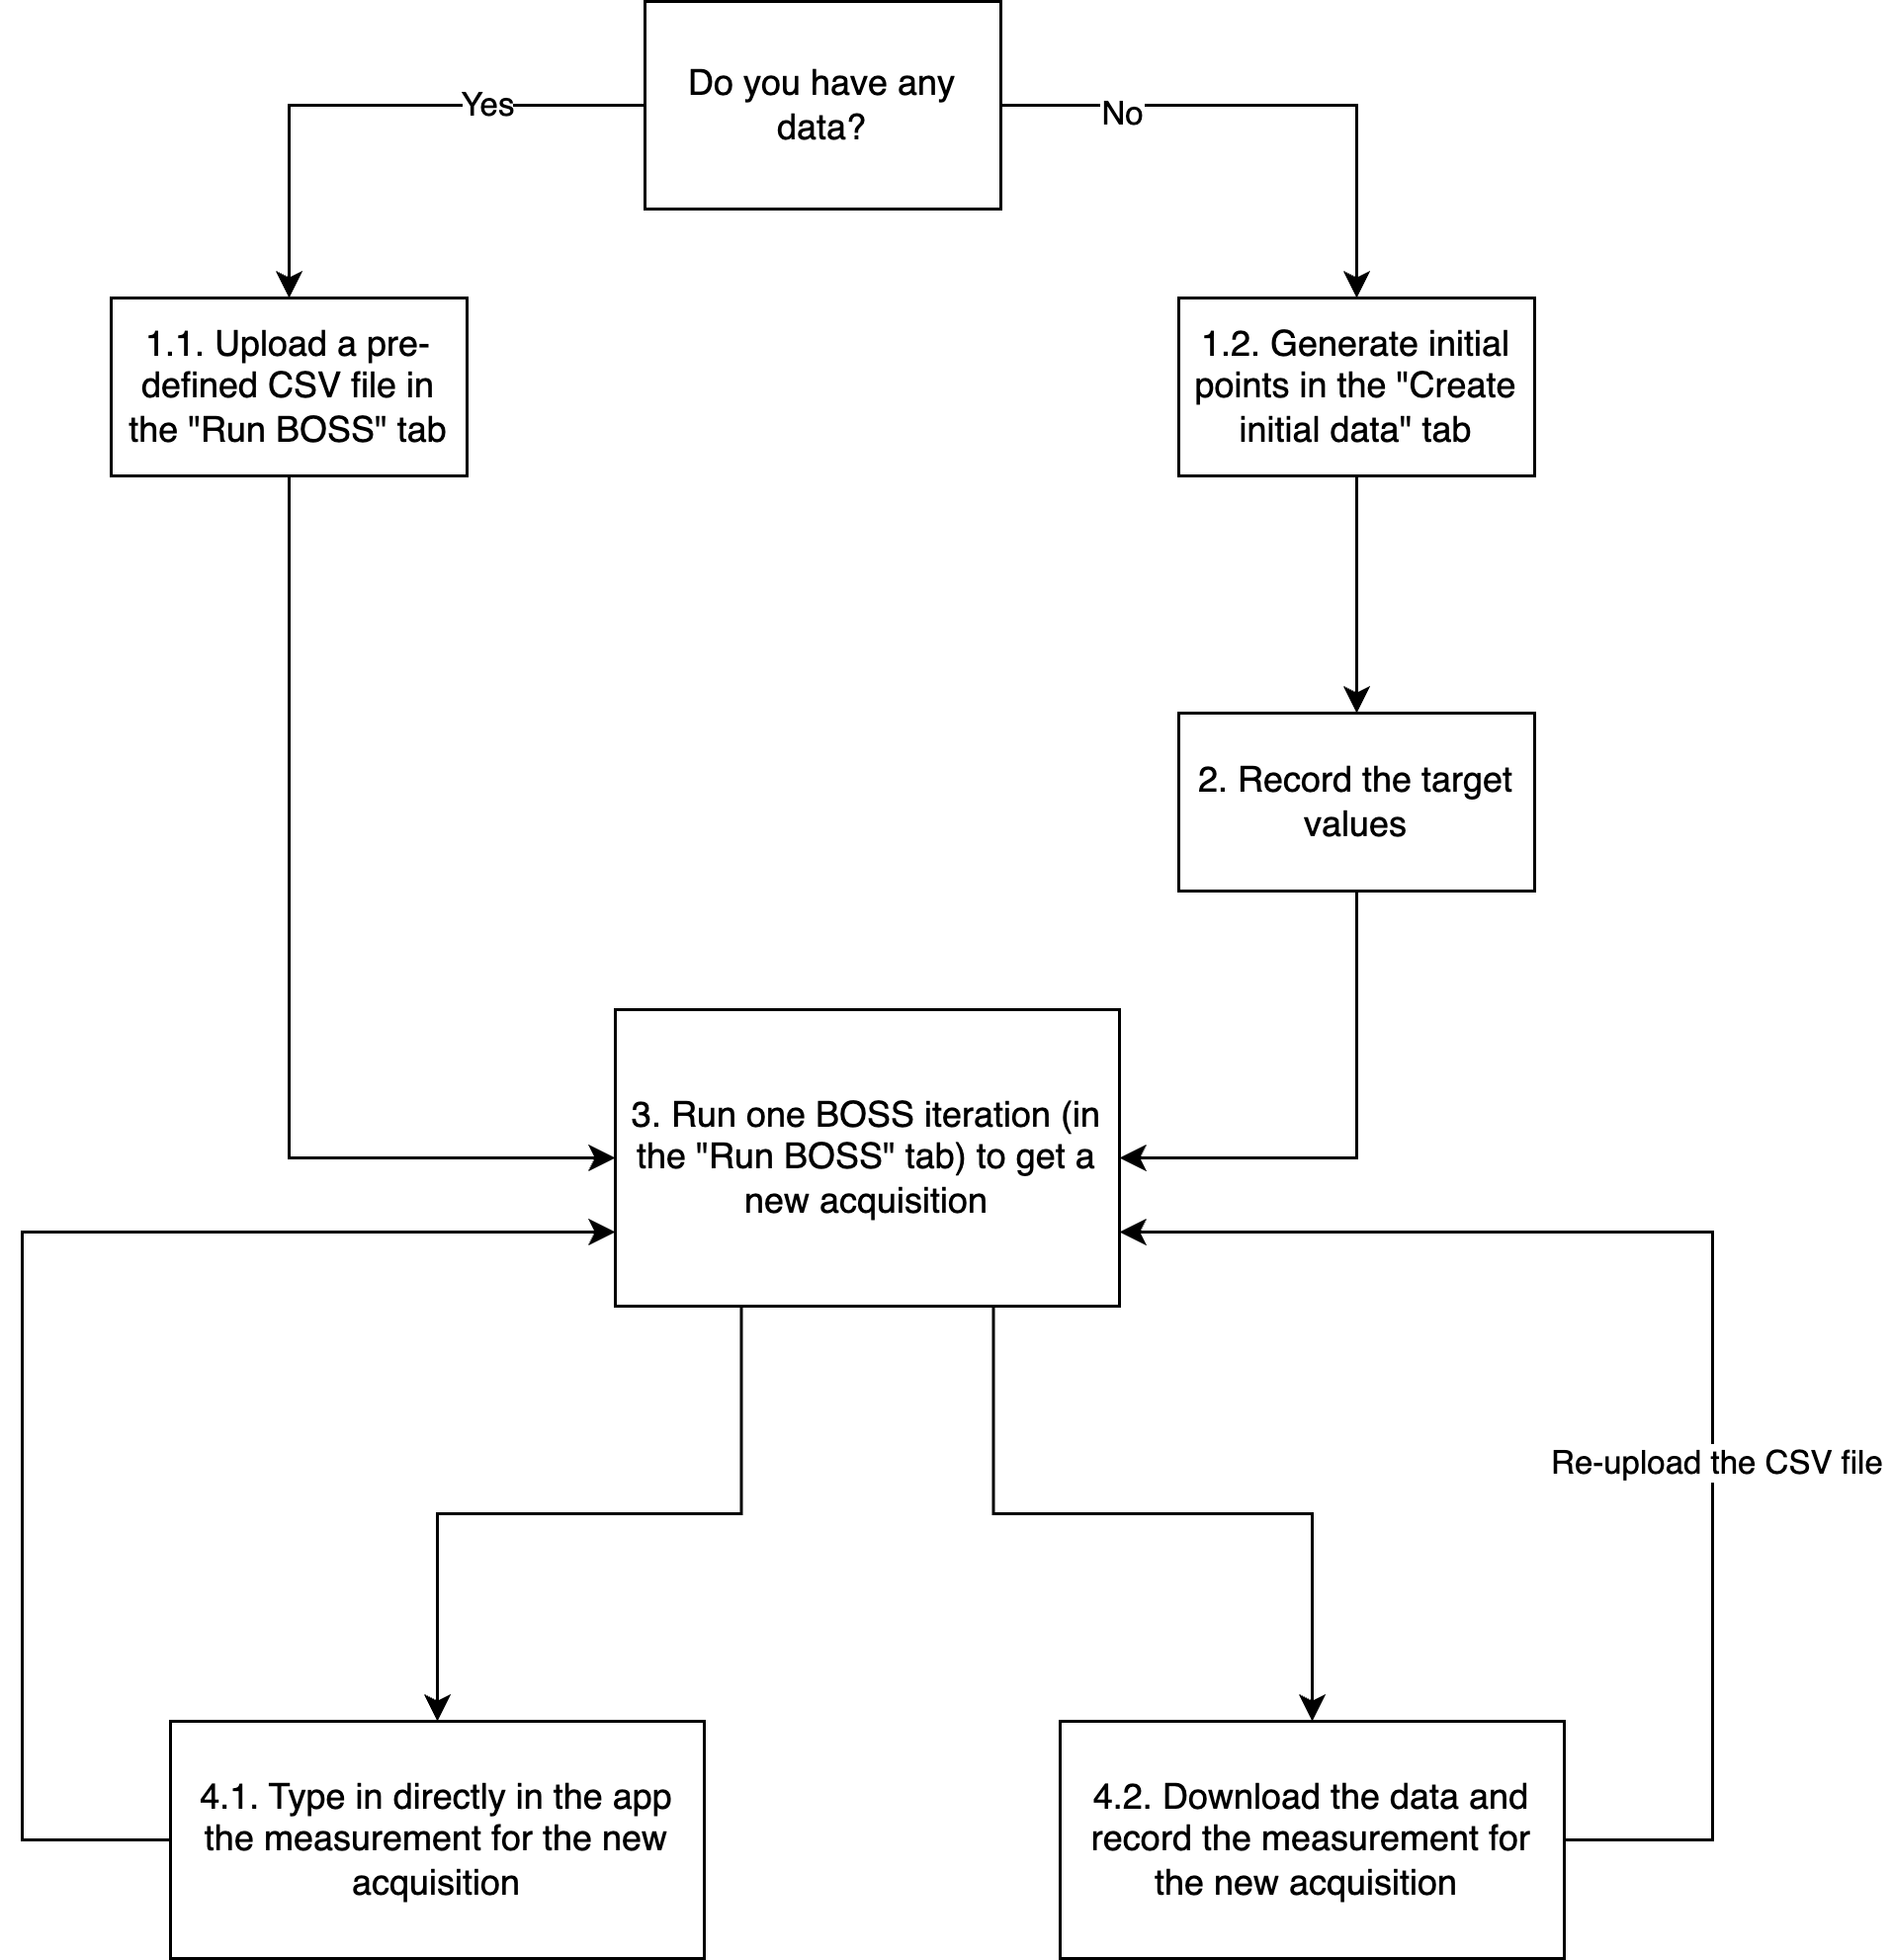 Do you have any
data?
Yes
No
1.1. Upload a pre-
defined CSV file in
the "Run BOSS" tab
1.2. Generate initial
points in the "Create
initial data" tab
2. Record the target
values
3. Run one BOSS iteration (in
the "Run BOSS" tab) to get a
new acquisition
Re-upload the CSV file
4.1. Type in directly in the app
the measurement for the new
acquisition
4.2. Download the data and
record the measurement for
the new acquisition